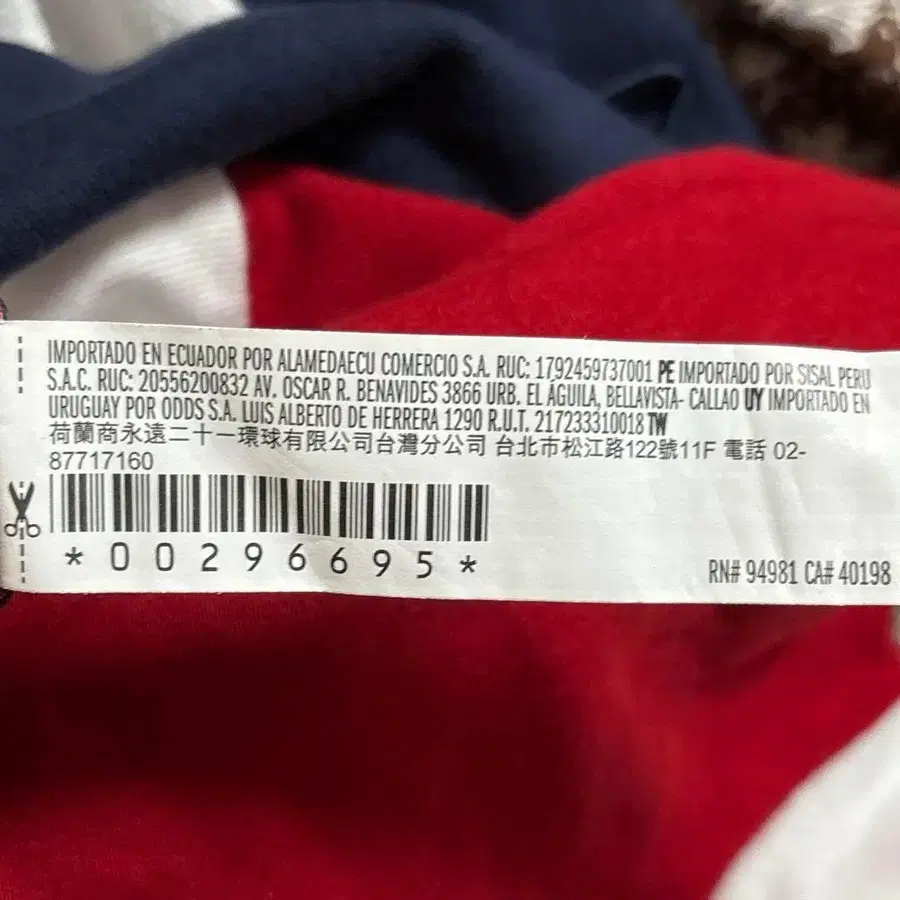 IMPORTADO EN ECUADOR POR ALAMEDAECU COMERCIO S.A. RUC: 1792459737001 PE IMPORTADO POR SISAL PERU
S.A.C. RUC: 20556200832 AV. OSCAR R. BENAVIDES 3866 URB. EL ÁGUILA, BELLAVISTA- CALLAO UY IMPORTADO EN
URUGUAY POR ODDS S.A. LUIS ALBERTO DE HERRERA 1290 R.U.T. 217233310018 TW
荷蘭商永遠二十一環球有限公司台灣分公司 台北市松江路122號11F 電話 02-
87717160
*00296695*
RN# 94981 CA# 40198